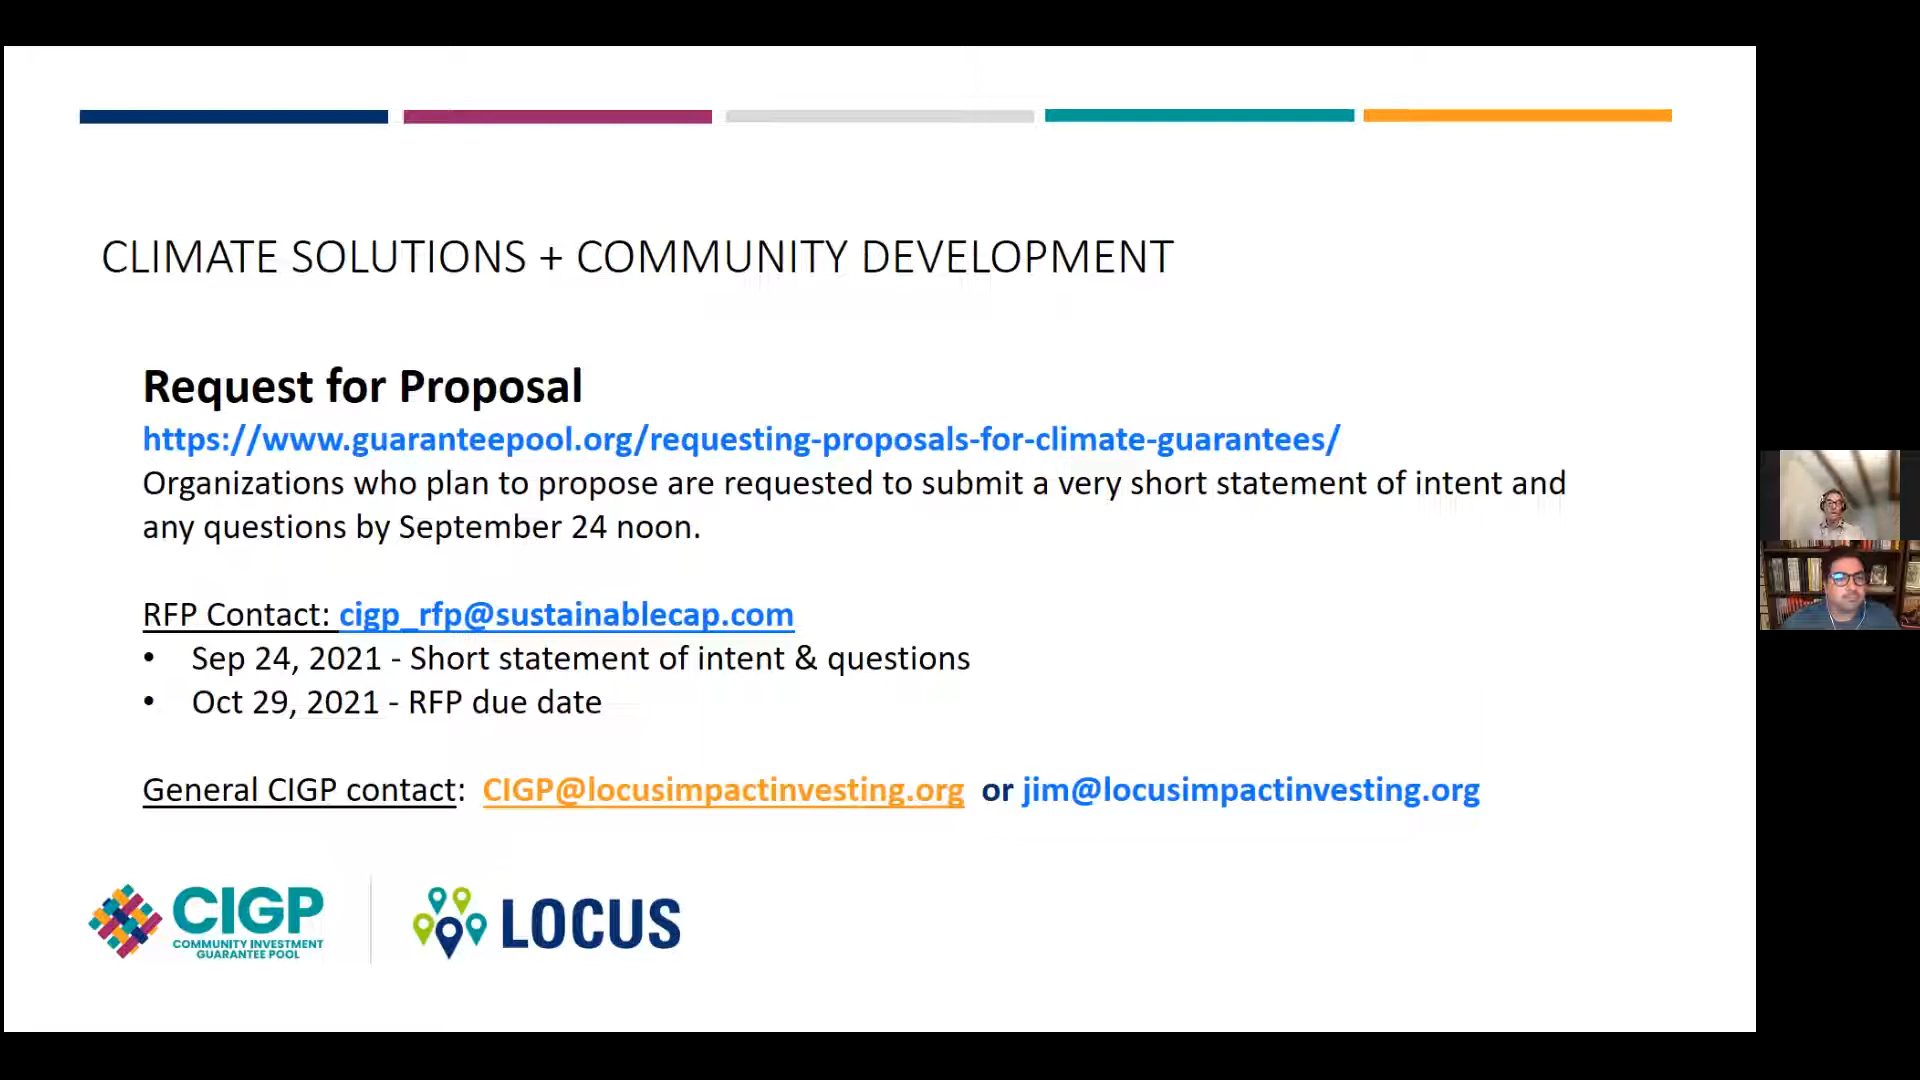 CLIMATE SOLUTIONS + COMMUNITY DEVELOPMENT
Request for Proposal
https://www.guaranteepool.org/requesting-proposals-for-climate-guarantees/
Organizations who plan to propose are requested to submit a very short statement of intent and
any questions by September 24 noon.
RFP Contact: cigp_rfp@sustainablecap.com
• Sep 24, 2021 - Short statement of intent & questions
• Oct 29, 2021 - RFP due date
General CIGP contact: CIGP@locusimpactinvesting.org or jim@locusimpactinvesting.org
CIGP
COMMUNITY INVESTMENT
GUARANTEE POOL
LOCUS